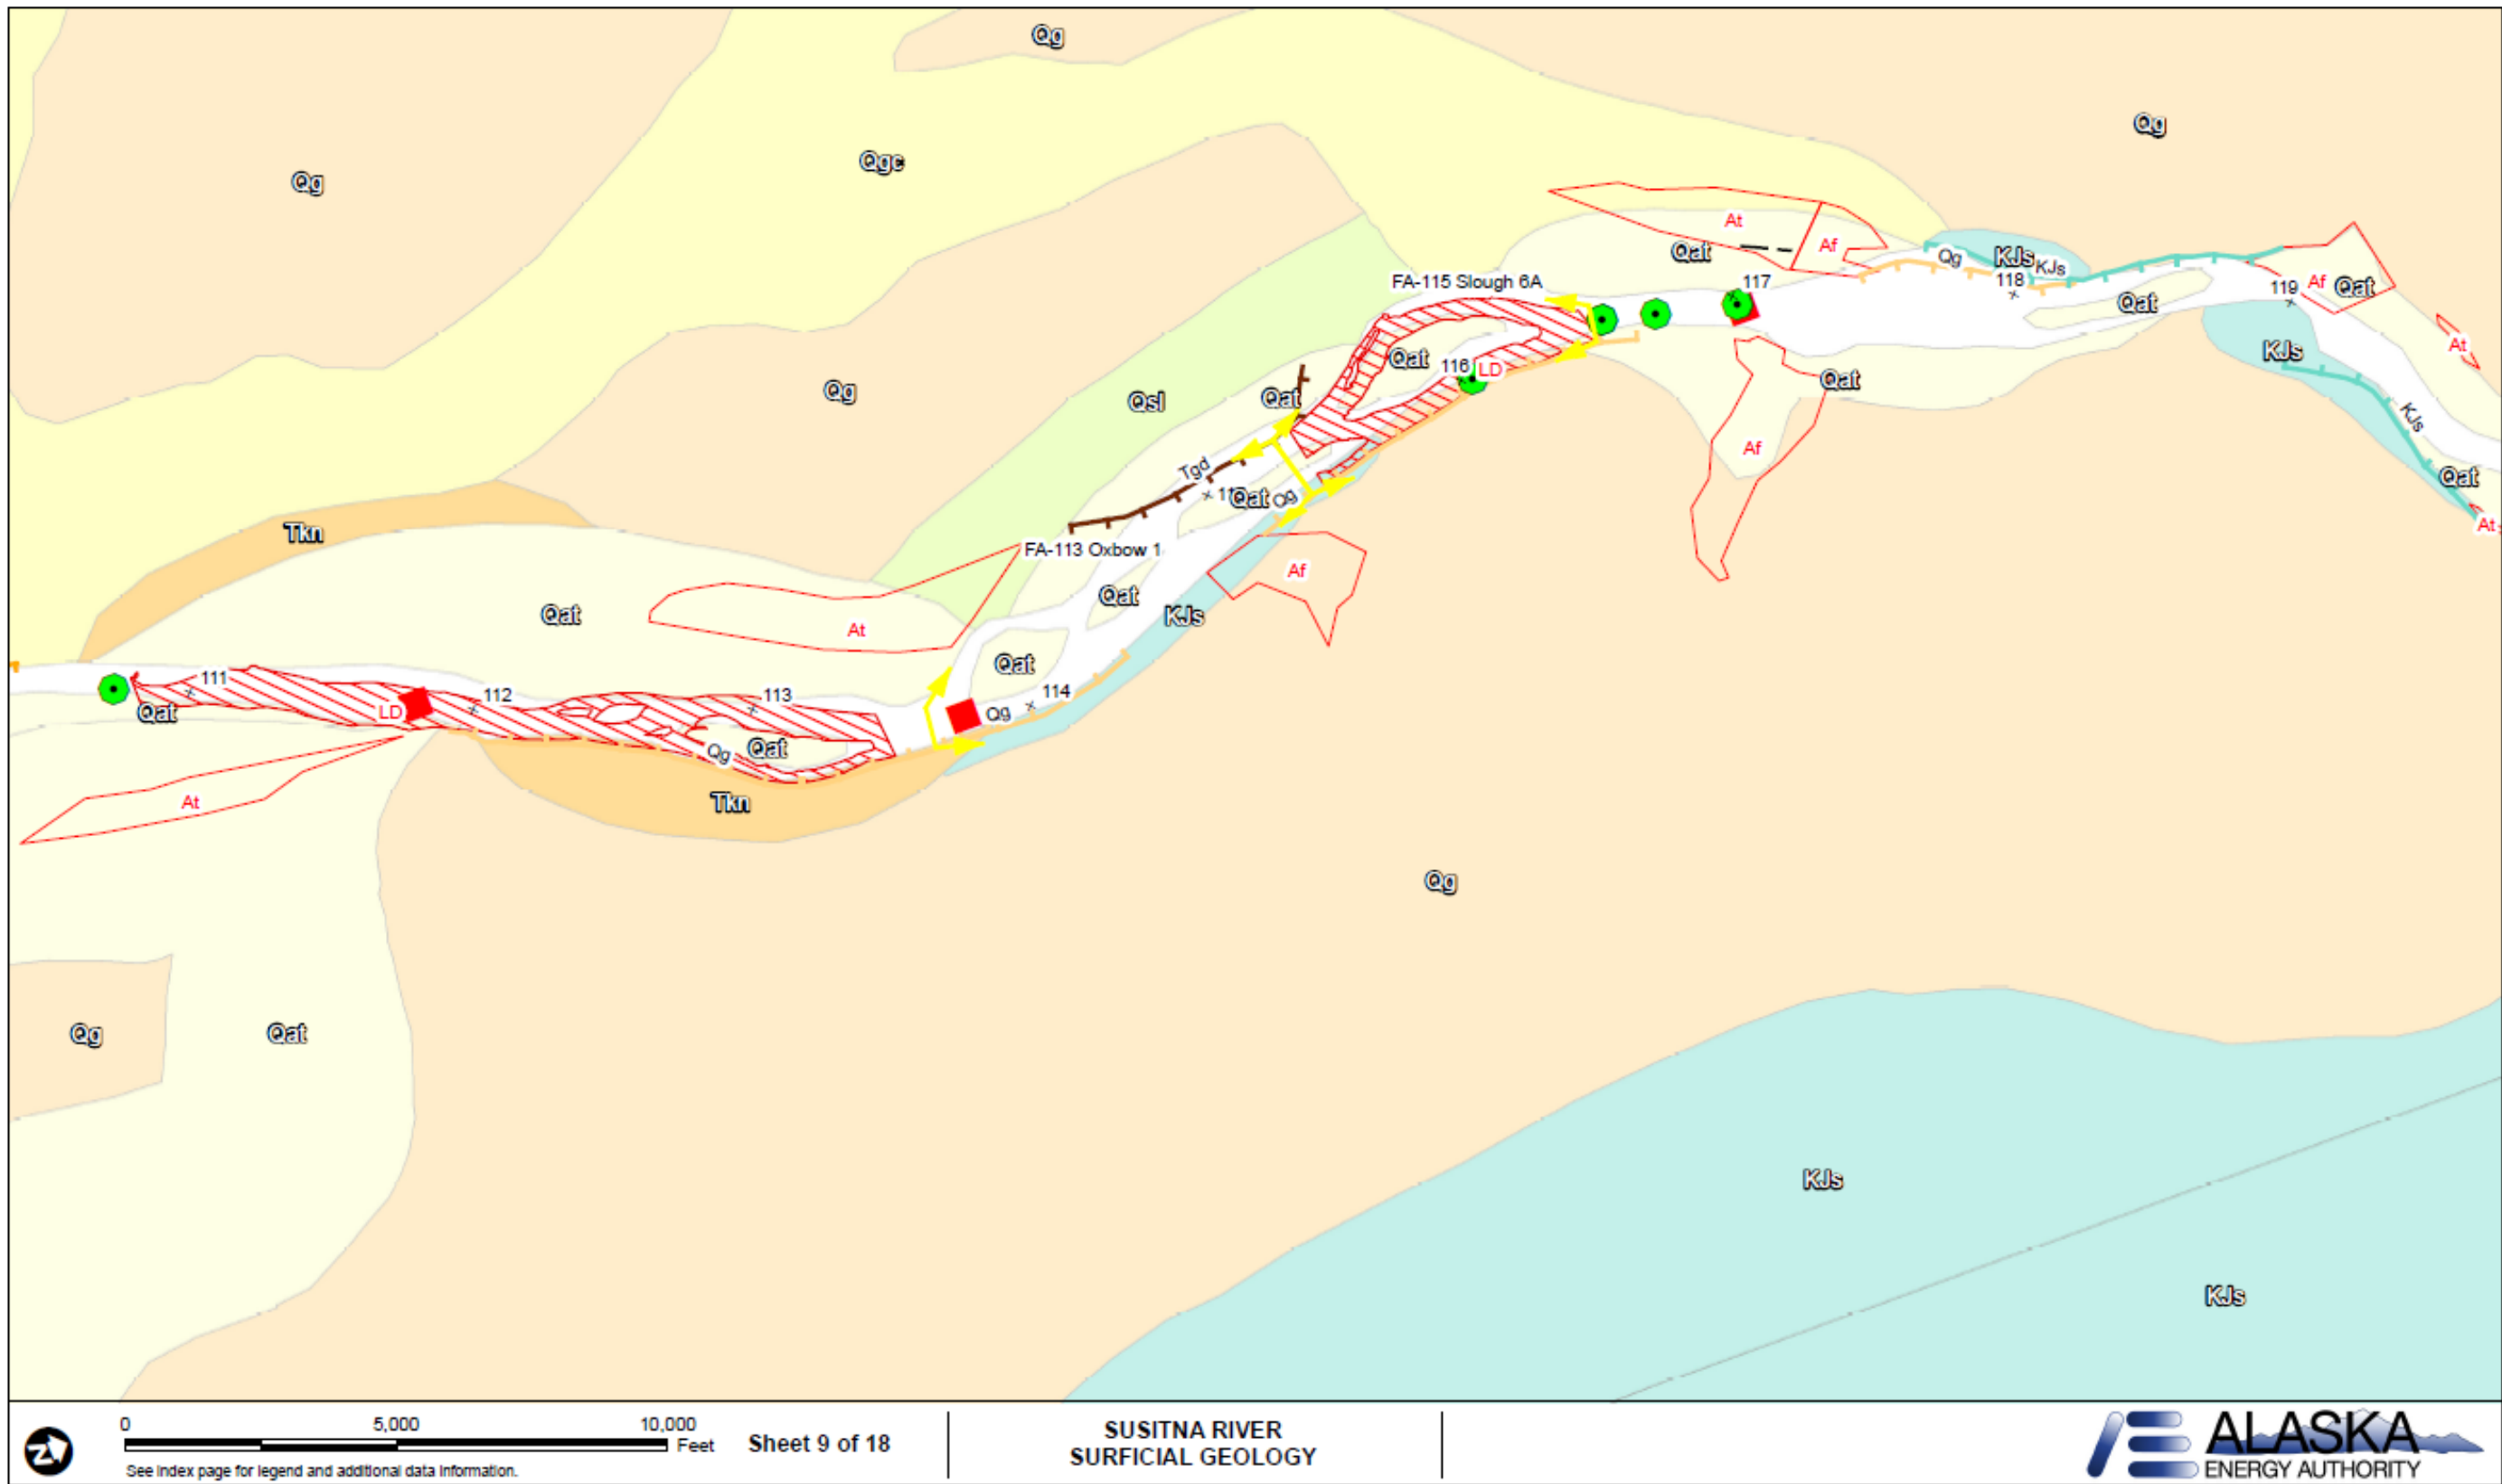 Qg
Qg
Qgc
Qg
At
Af
Qat
Qg
KJs
KJs
FA-115 Slough 6A
117
118
119
Af
Qat
Qat
At
KJs
Qat
116
LD
Qat
Qg
Qsl
Qat
Af
KJs
Qat
At
Tgd
Qat
Qg
Tkn
FA-113 Oxbow 1
Af
Qat
KJs
Qat
At
Qat
111
112
113
114
Qat
LD
Qg
Qg
Qat
At
Tkn
Qg
Qg
Qat
KJs
KJs
N
0 5,000 10,000
Feet
Sheet 9 of 18
See Index page for legend and additional data information.
SUSITNA RIVER
SURFICIAL GEOLOGY
ALASKA
ENERGY AUTHORITY